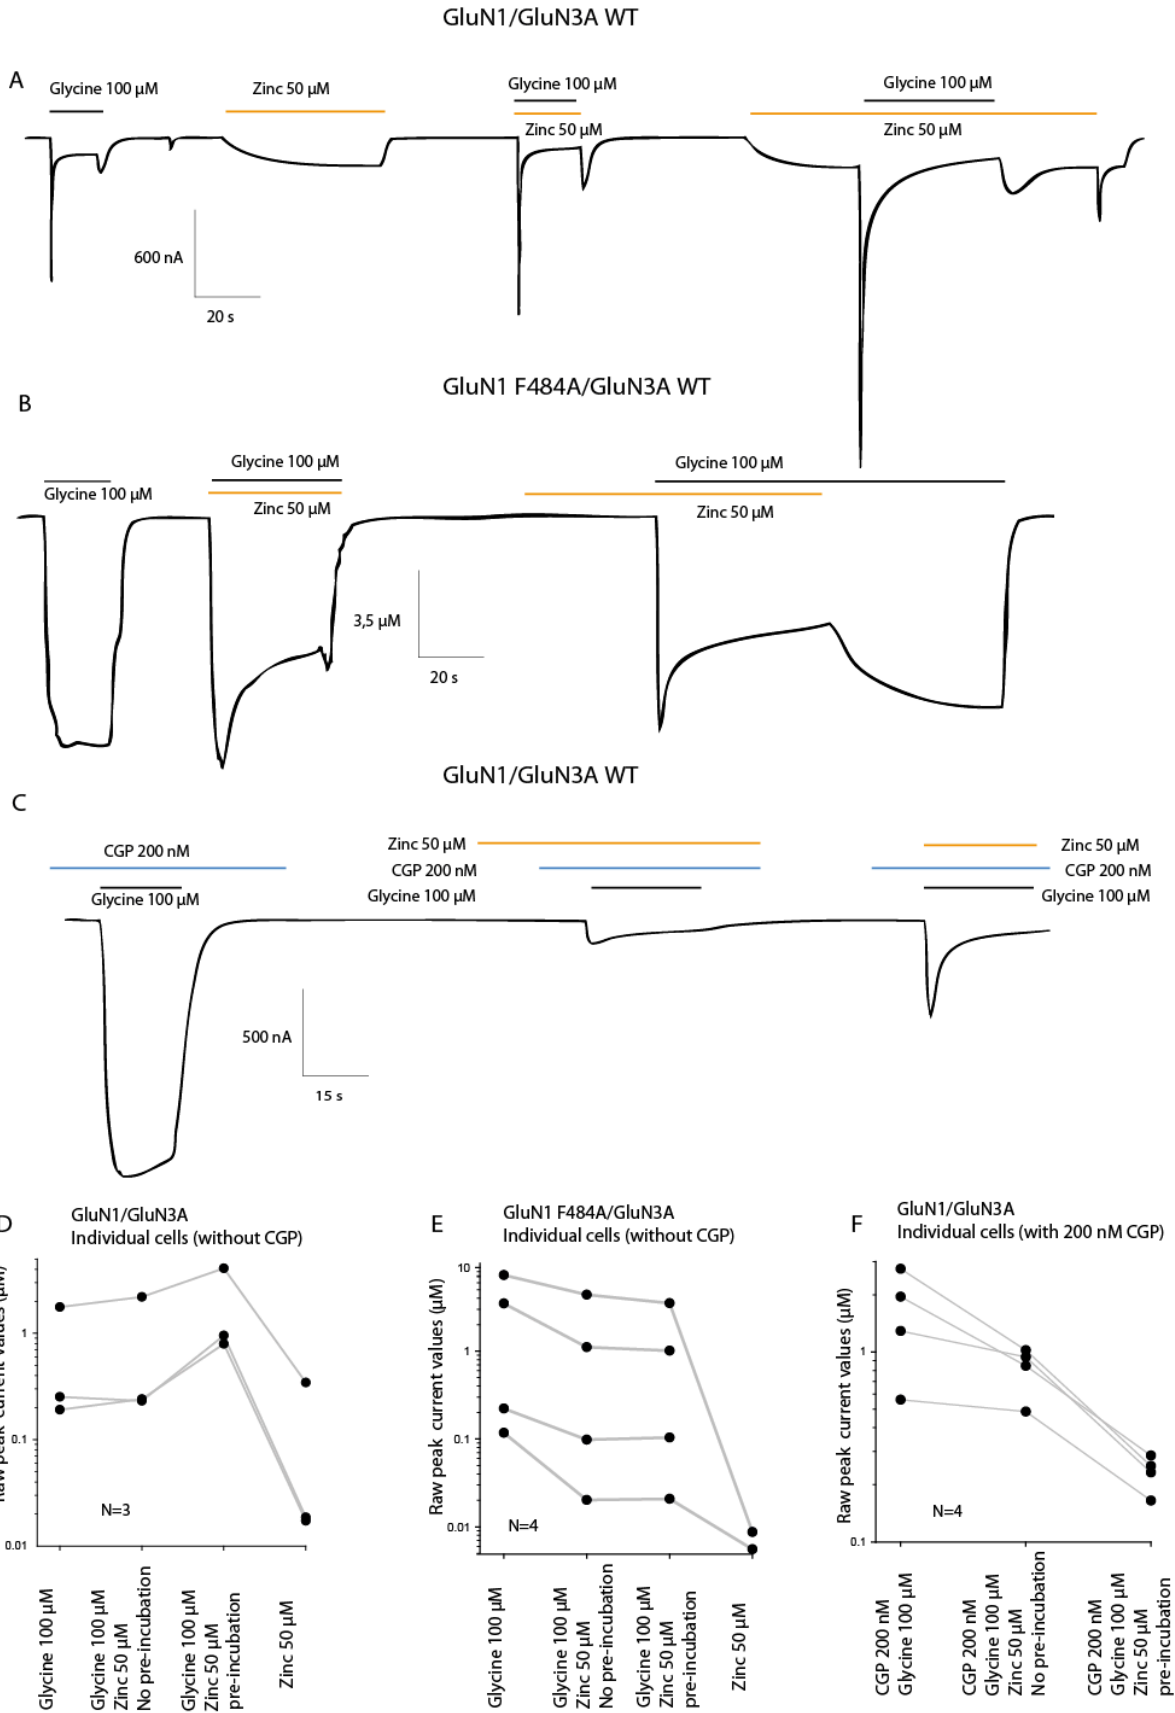 GluN1/GluN3A WT
A
Glycine 100 µM
Zinc 50 µM
Glycine 100 µM
Zinc 50 µM
Glycine 100 µM
Zinc 50 µM
600 nA
20 s
GluN1 F484A/GluN3A WT
B
Glycine 100 µM
Glycine 100 µM
Zinc 50 µM
Glycine 100 µM
Zinc 50 µM
3,5 µM
20 s
GluN1/GluN3A WT
C
CGP 200 nM
Glycine 100 µM
Zinc 50 µM
CGP 200 nM
Glycine 100 µM
Zinc 50 µM
CGP 200 nM
Glycine 100 µM
500 nA
15 s
D
GluN1/GluN3A
Individual cells (without CGP)
Raw peak current values (µM)
1
0.1
0.01
N=3
Glycine 100 µM
Glycine 100 µM
Zinc 50 µM
No pre-incubation
Glycine 100 µM
Zinc 50 µM
pre-incubation
Zinc 50 µM
E
GluN1 F484A/GluN3A
Individual cells (without CGP)
Raw peak current values (µM)
10
1
0.1
0.01
N=4
Glycine 100 µM
Glycine 100 µM
Zinc 50 µM
No pre-incubation
Glycine 100 µM
Zinc 50 µM
pre-incubation
Zinc 50 µM
F
GluN1/GluN3A
Individual cells (with 200 nM CGP)
Raw peak current values (µM)
1
0.1
N=4
CGP 200 nM
Glycine 100 µM
CGP 200 nM
Glycine 100 µM
Zinc 50 µM
No pre-incubation
CGP 200 nM
Glycine 100 µM
Zinc 50 µM
pre-incubation